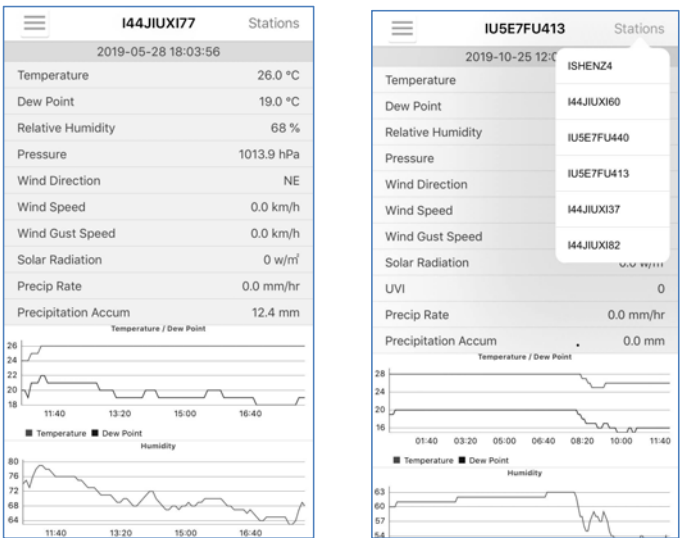 I44JIUXI77 Stations
2019-05-28 18:03:56
Temperature 26.0 °C
Dew Point 19.0 °C
Relative Humidity 68 %
Pressure 1013.9 hPa
Wind Direction NE
Wind Speed 0.0 km/h
Wind Gust Speed 0.0 km/h
Solar Radiation 0 w/㎡
Precip Rate 0.0 mm/hr
Precipitation Accum 12.4 mm
Temperature / Dew Point
26
24
22
20
18
11:40 13:20 15:00 16:40
Temperature Dew Point
Humidity
80
76
72
68
64
11:40 13:20 15:00 16:40
IU5E7FU413 Stations
2019-10-25 12:0
ISHENZ4
I44JIUXI60
IU5E7FU440
IU5E7FU413
I44JIUXI37
I44JIUXI82
Temperature
Dew Point
Relative Humidity
Pressure
Wind Direction
Wind Speed
Wind Gust Speed
Solar Radiation
UVI 0
Precip Rate 0.0 mm/hr
Precipitation Accum 0.0 mm
Temperature / Dew Point
28
24
20
16
01:40 03:20 05:00 06:40 08:20 10:00 11:40
Temperature Dew Point
Humidity
63
60
57
54